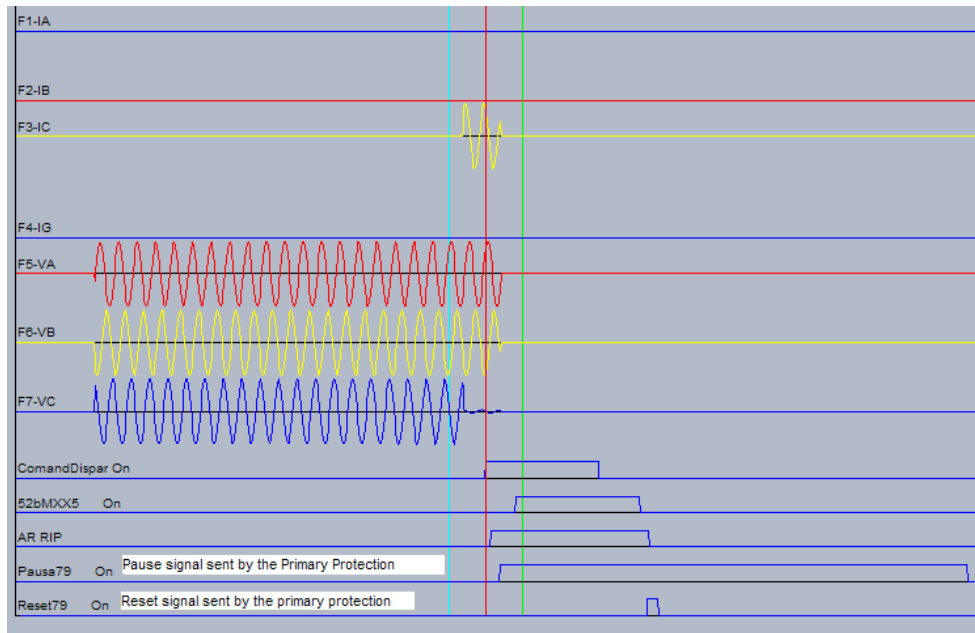 F1-IA
F2-IB
F3-IC
F4-IG
F5-VA
F6-VB
F7-VC
ComandDispar On
52bMXX5 On
AR RIP
Pausa79 On Pause signal sent by the Primary Protection
Reset79 On Reset signal sent by the primary protection